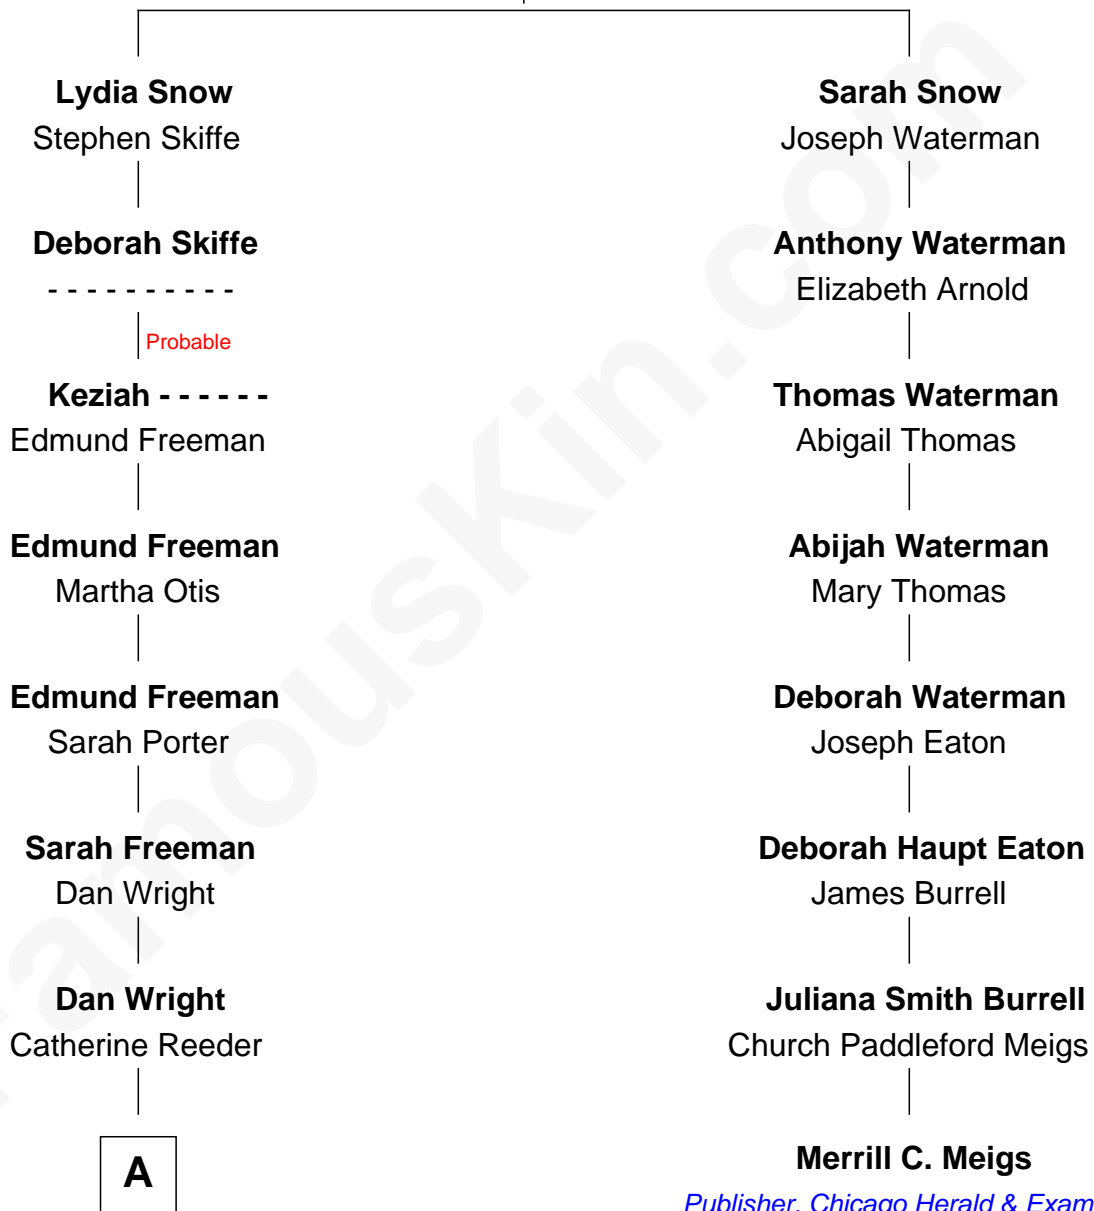 Lydia Snow
Stephen Skiffe
Deborah Skiffe
- - - - - - - - - -
Probable
Keziah - - - - - -
Edmund Freeman
Edmund Freeman
Martha Otis
Edmund Freeman
Sarah Porter
Sarah Freeman
Dan Wright
Dan Wright
Catherine Reeder
A
Sarah Snow
Joseph Waterman
Anthony Waterman
Elizabeth Arnold
Thomas Waterman
Abigail Thomas
Abijah Waterman
Mary Thomas
Deborah Waterman
Joseph Eaton
Deborah Haupt Eaton
James Burrell
Juliana Smith Burrell
Church Paddleford Meigs
Merrill C. Meigs
Publisher, Chicago Herald & Exam
FamousKin.com